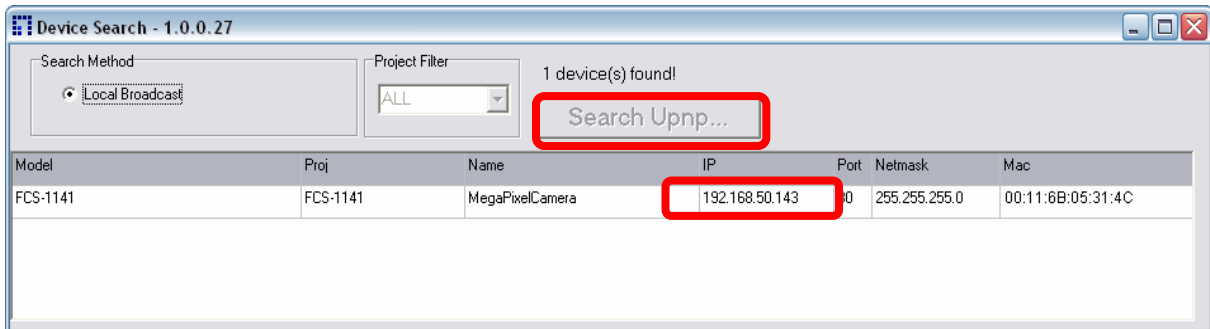 Device Search - 1.0.0.27
Search Method
Local Broadcast
Project Filter
ALL
1 device(s) found!
Search Upnp...
Model Proj Name IP Port Netmask Mac
FCS-1141 FCS-1141 MegaPixelCamera 192.168.50.143 255.255.255.0 00:11:6B:05:31:4C